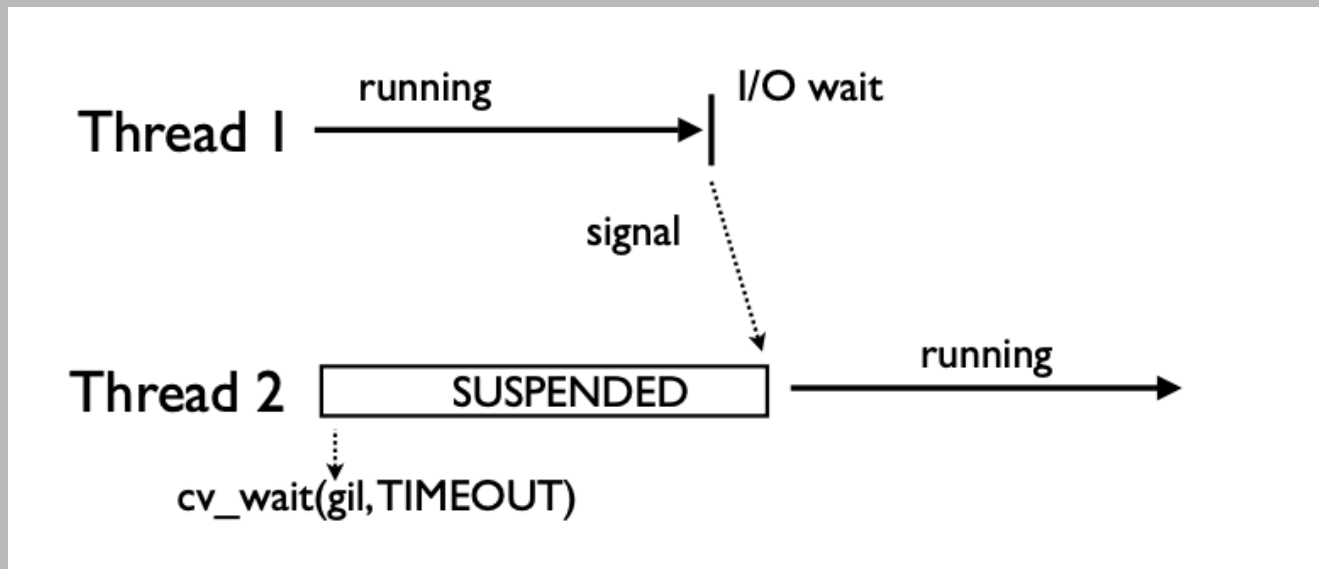 running
I/O wait
Thread 1
signal
running
Thread 2
SUSPENDED
cv_wait(gil, TIMEOUT)